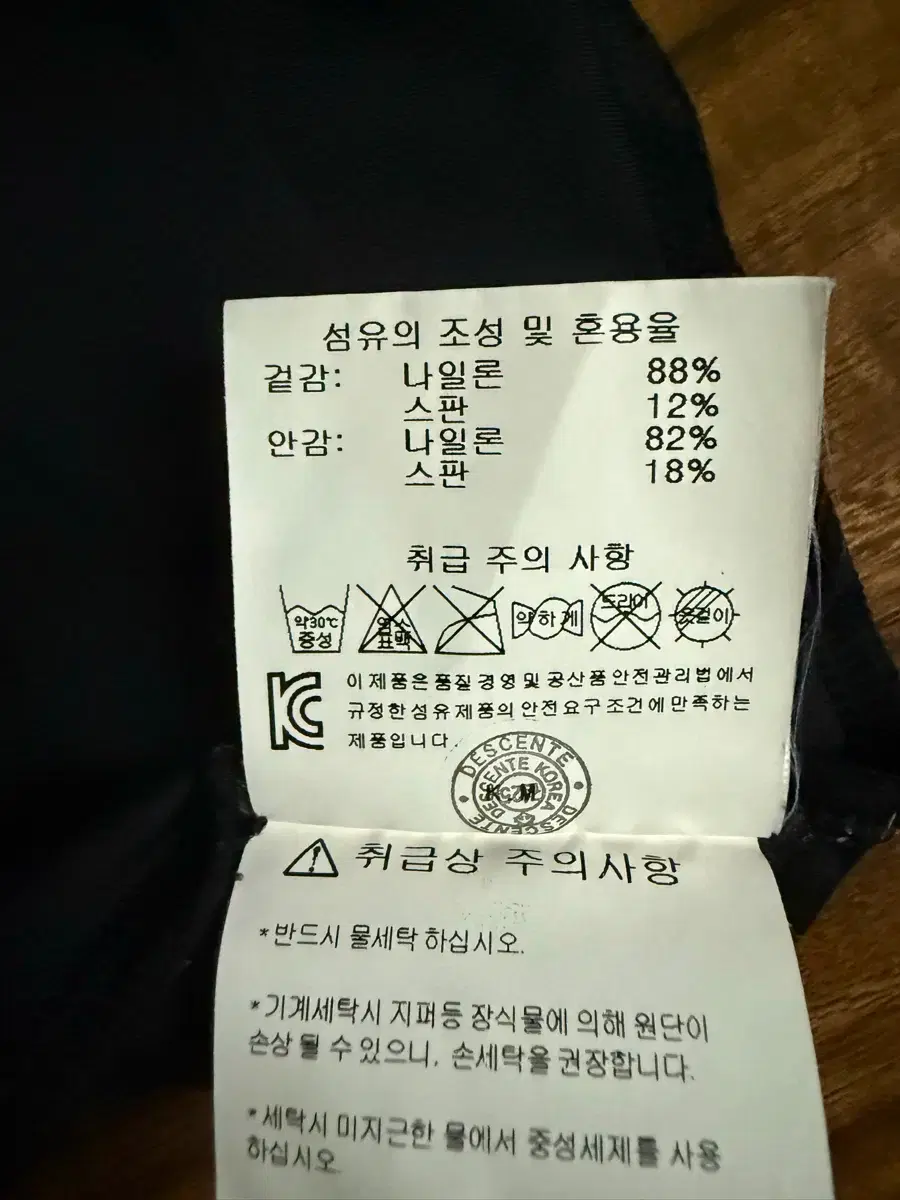 섬유의 조성 및 혼용율
겉감: 나일론 88%
스판 12%
안감: 나일론 82%
스판 18%
취급 주의 사항
약30℃ 중성
염소 표백
약하게
드라이
옷걸이
이 제품은 품질 경영 및 공산품 안전관리 법에서
규정한 섬유 제품의 안전 요구 조건에 만족하는
제품입니다.
DESCENTE
DESCENTE KOREA
DESCENTE
취급상 주의사항
*반드시 물세탁 하십시오.
*기계세탁시 지퍼등 장식물에 의해 원단이
손상 될 수 있으니, 손세탁을 권장합니다.
*세탁시 미지근한 물에서 중성세제를 사용
하십시오